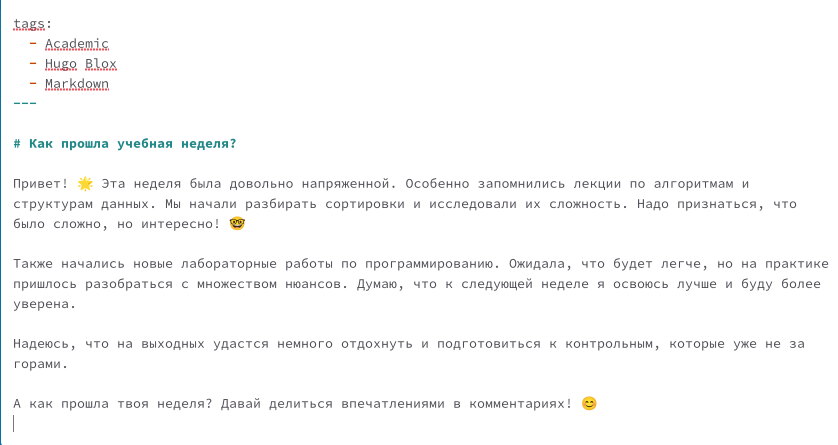 tags:
  - Academic
  - Hugo Blox
  - Markdown
---
# Как прошла учебная неделя?
Привет! 🌟 Эта неделя была довольно напряженной. Особенно запомнились лекции по алгоритмам и
структурам данных. Мы начали разбирать сортировки и исследовали их сложность. Надо признаться, что
было сложно, но интересно! 🤓
Также начались новые лабораторные работы по программированию. Ожидала, что будет легче, но на практике
пришлось разобраться с множеством нюансов. Думаю, что к следующей неделе я освоюсь лучше и буду более
уверена.
Надеюсь, что на выходных удастся немного отдохнуть и подготовиться к контрольным, которые уже не за
горами.
А как прошла твоя неделя? Давай делиться впечатлениями в комментариях! 😊